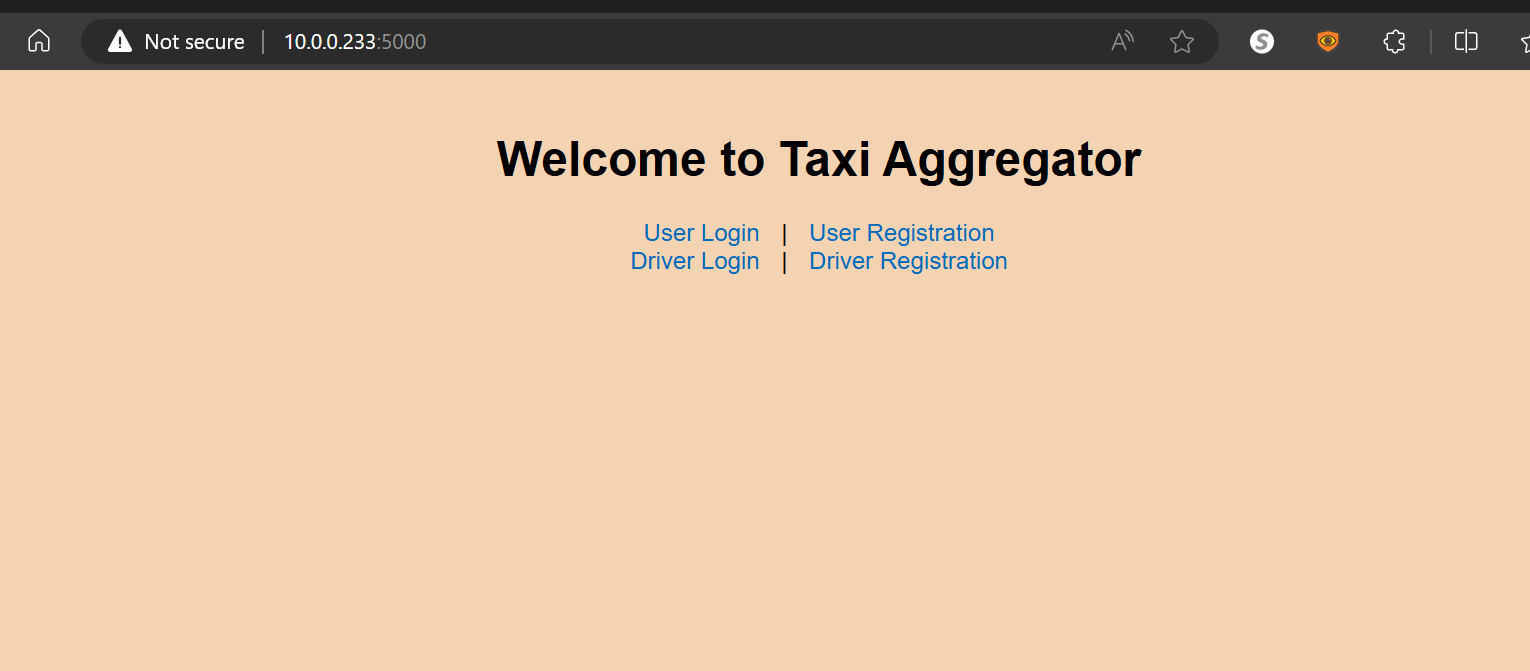 Not secure | 10.0.0.233:5000
Welcome to Taxi Aggregator
User Login | User Registration
Driver Login | Driver Registration